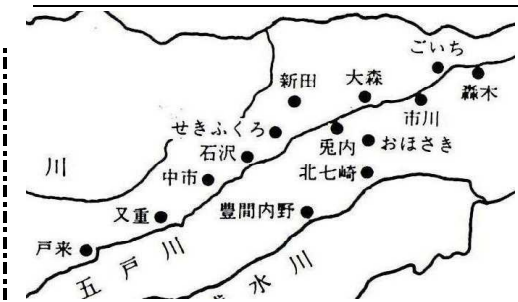 ごいち
轟木
新田
大森
市川
せきふくろ
兎内
おほさき
石沢
川
中市
北七崎
又重
豊間内野
戸来
五戸川
水川